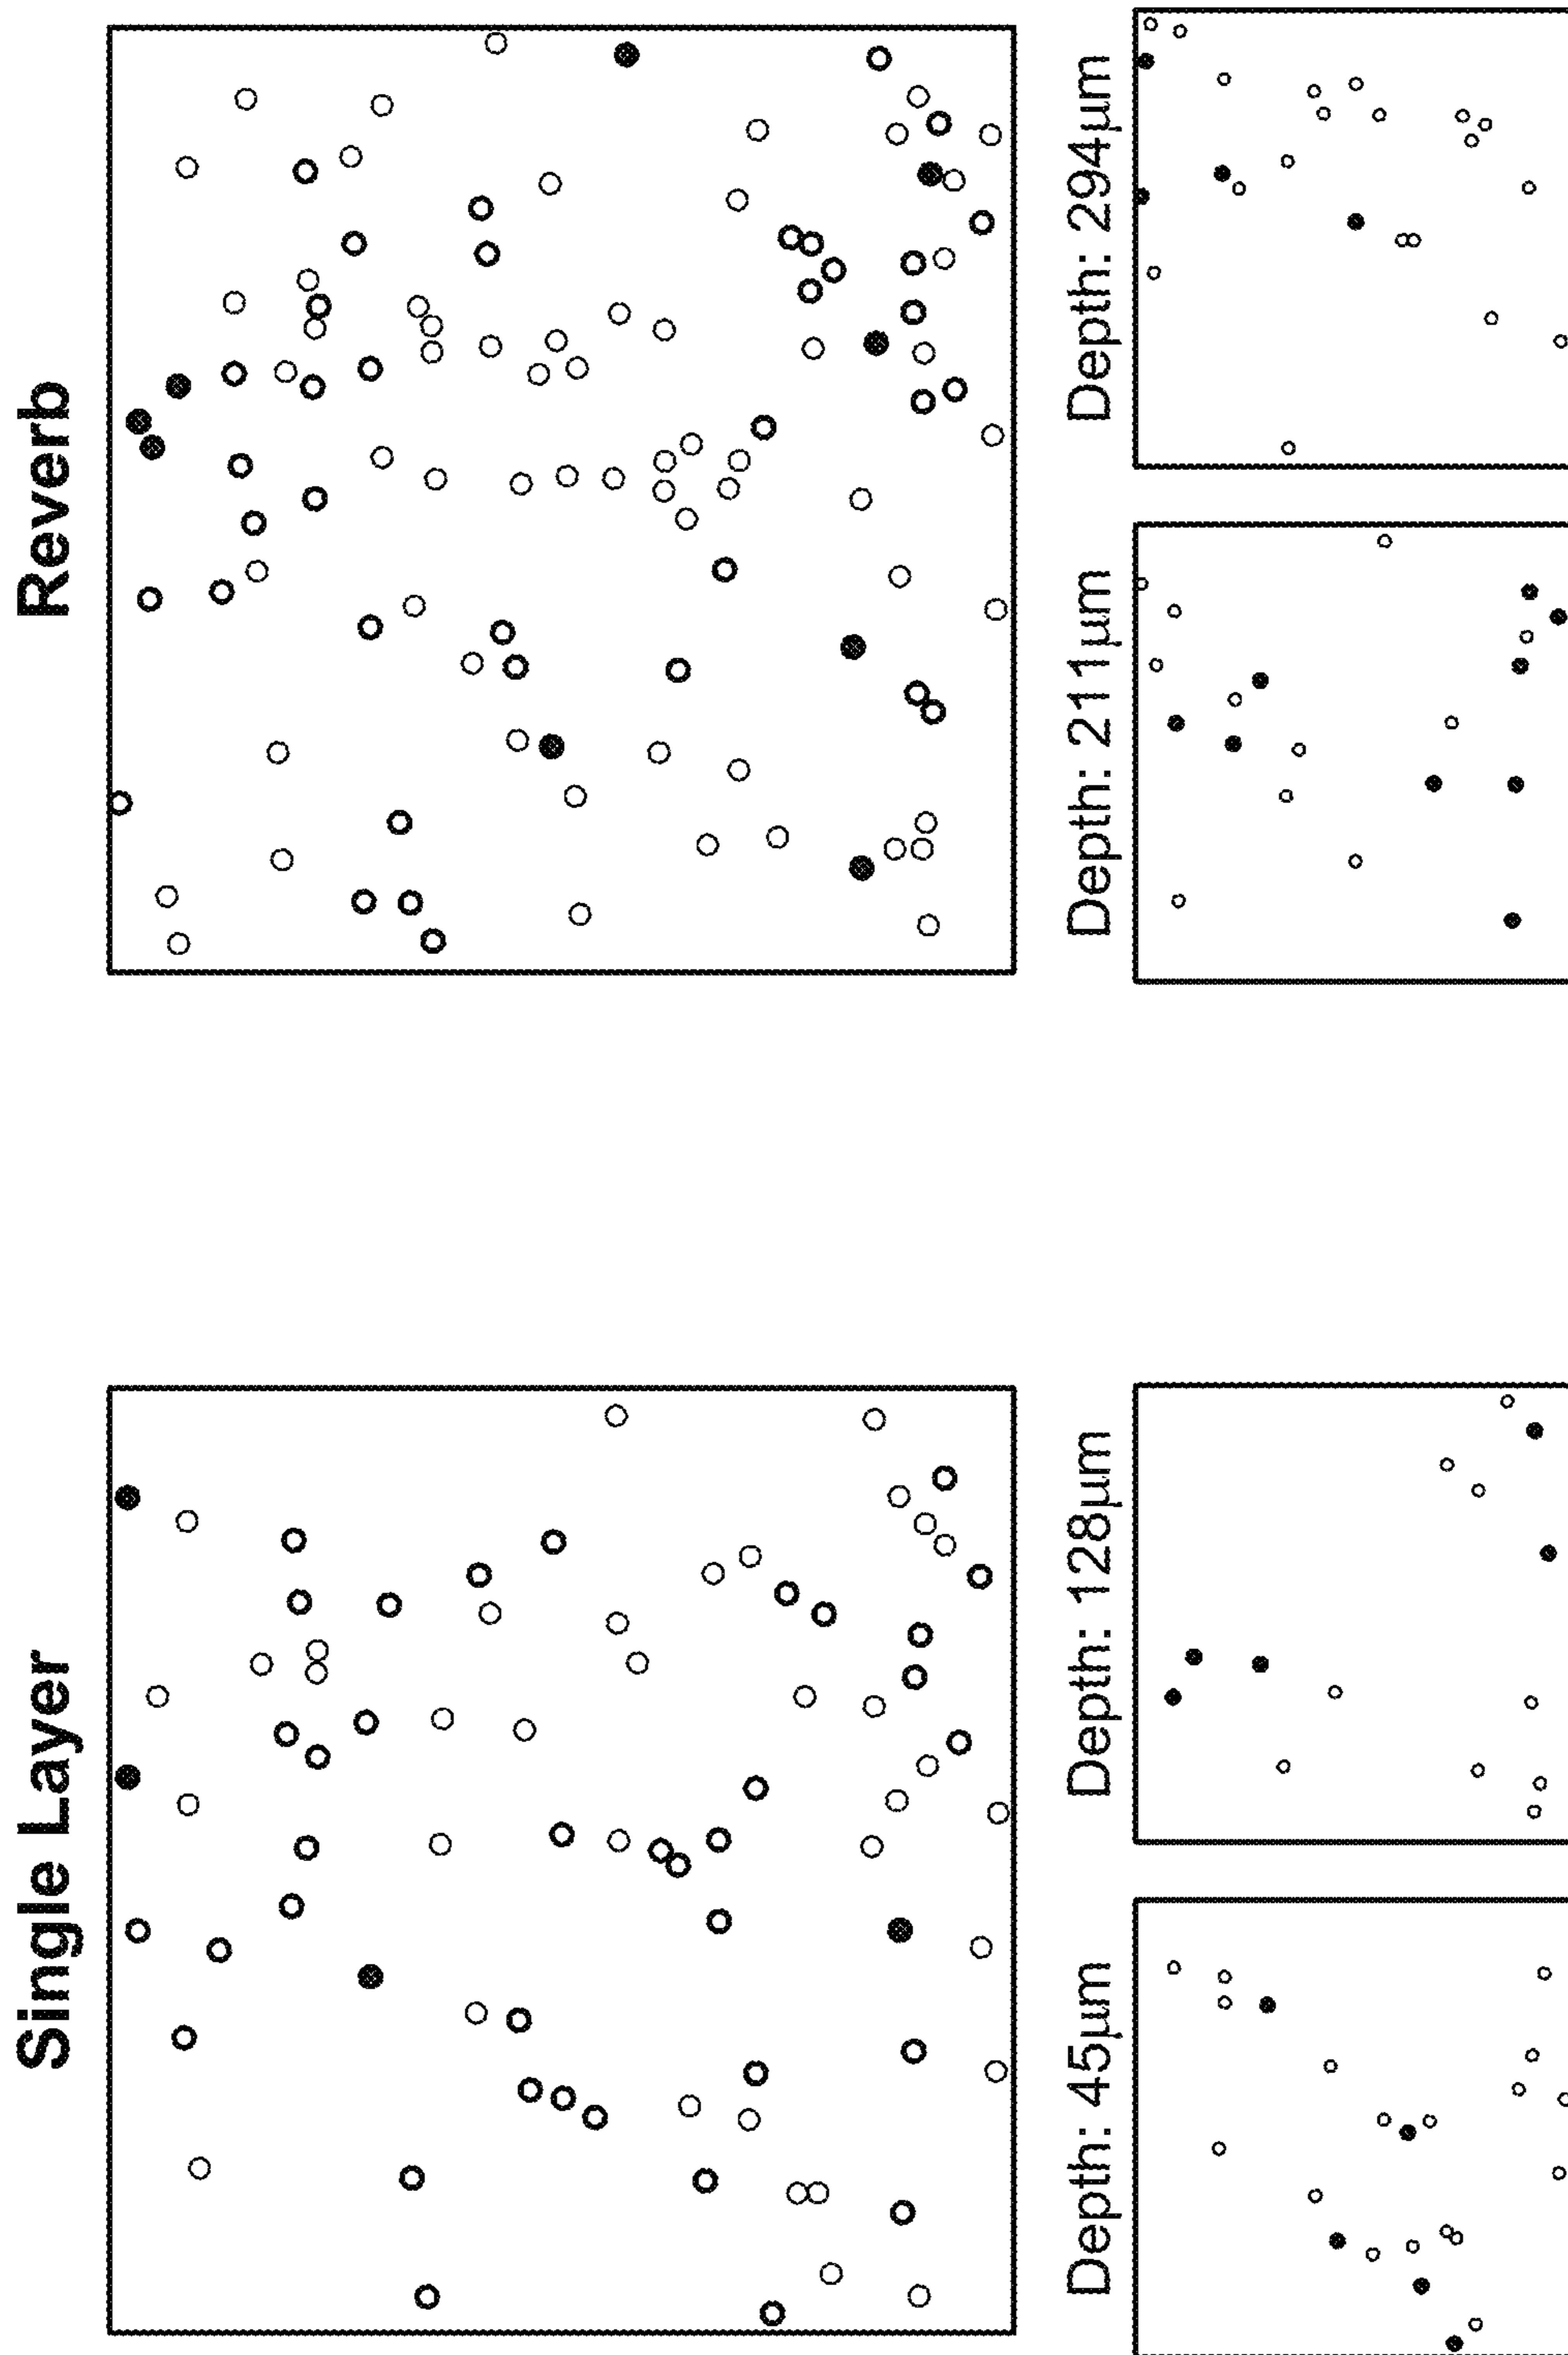 Single Layer
Reverb
Depth: 45µm
Depth: 128µm
Depth: 211µm
Depth: 294µm